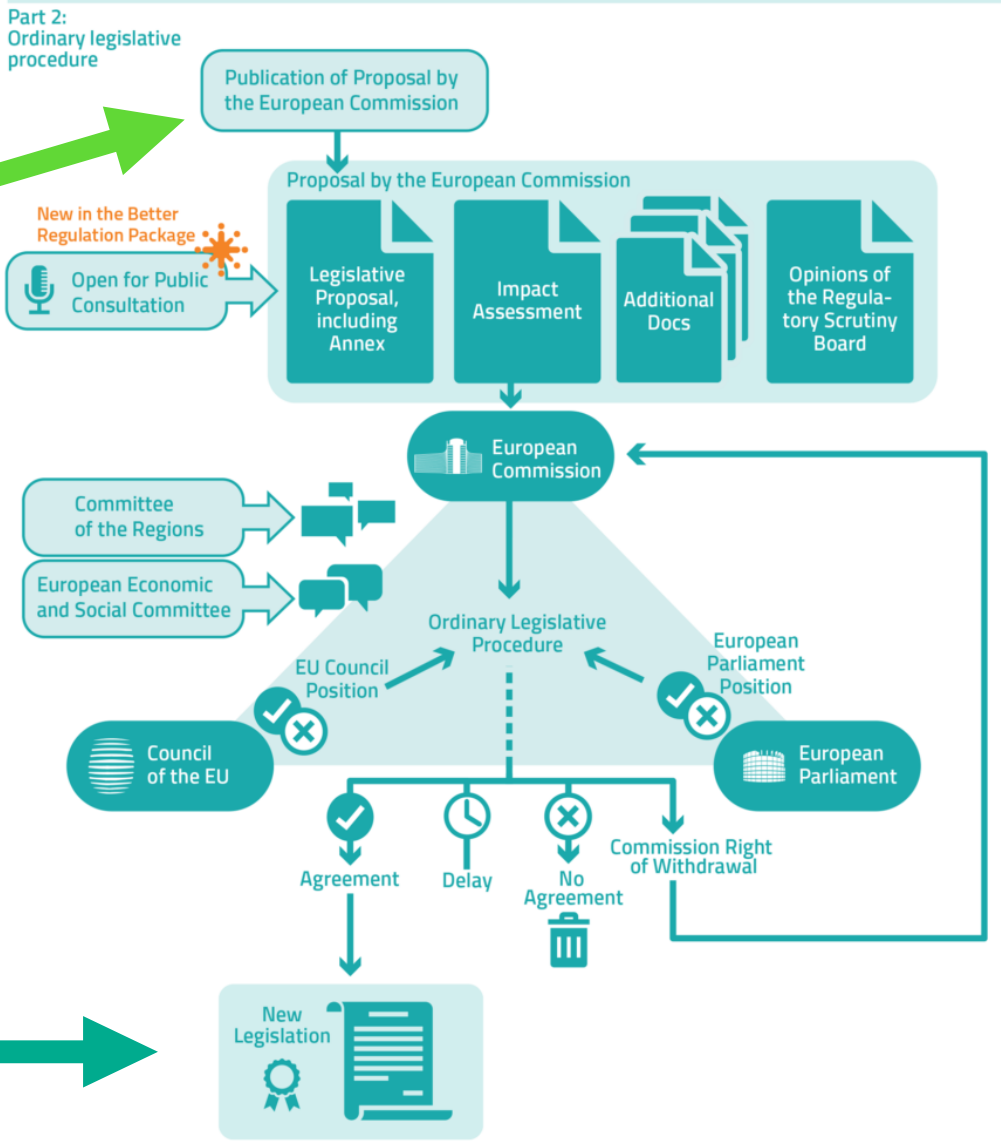 Part 2:
Ordinary legislative
procedure
Publication of Proposal by
the European Commission
Proposal by the European Commission
New in the Better
Regulation Package
Open for Public
Consultation
Legislative
Proposal,
including
Annex
Impact
Assessment
Additional
Docs
Opinions of
the Regula-
tory Scrutiny
Board
European
Commission
Committee
of the Regions
European Economic
and Social Committee
Ordinary Legislative
Procedure
EU Council
Position
European
Parliament
Position
Council
of the EU
European
Parliament
Agreement
Delay
No
Agreement
Commission Right
of Withdrawal
New
Legislation